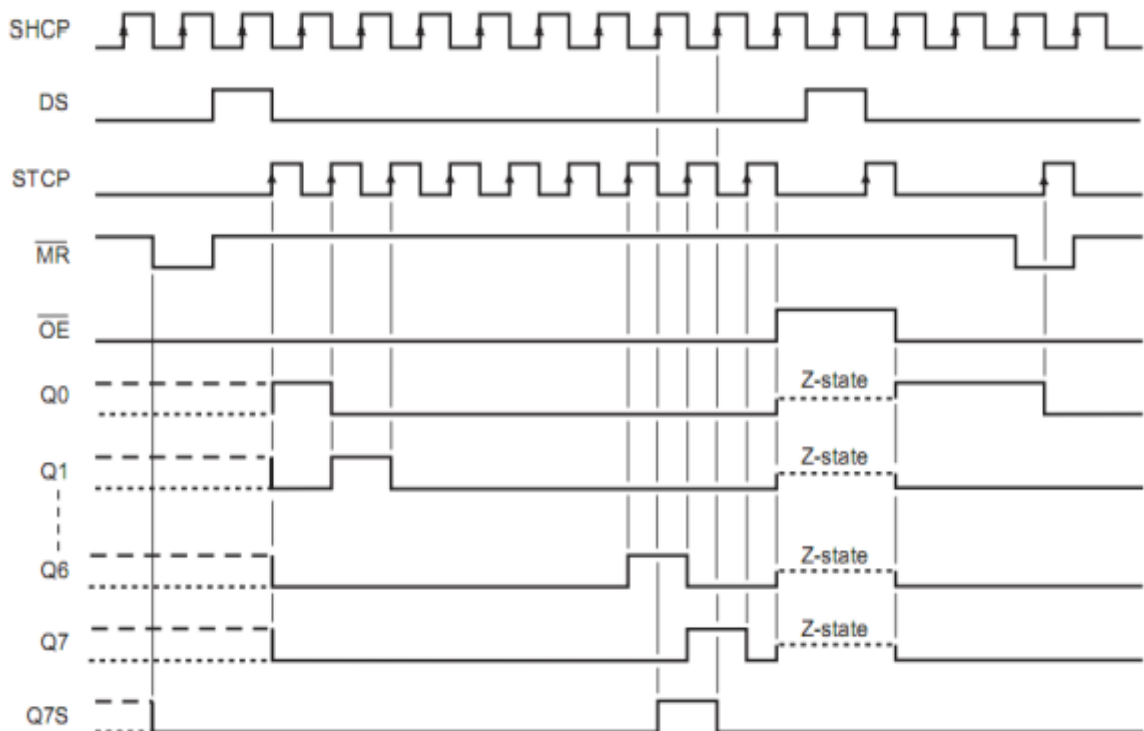 SHCP
DS
STCP
MR
OE
Q0
Z-state
Q1
Z-state
Q6
Z-state
Q7
Z-state
Q7S